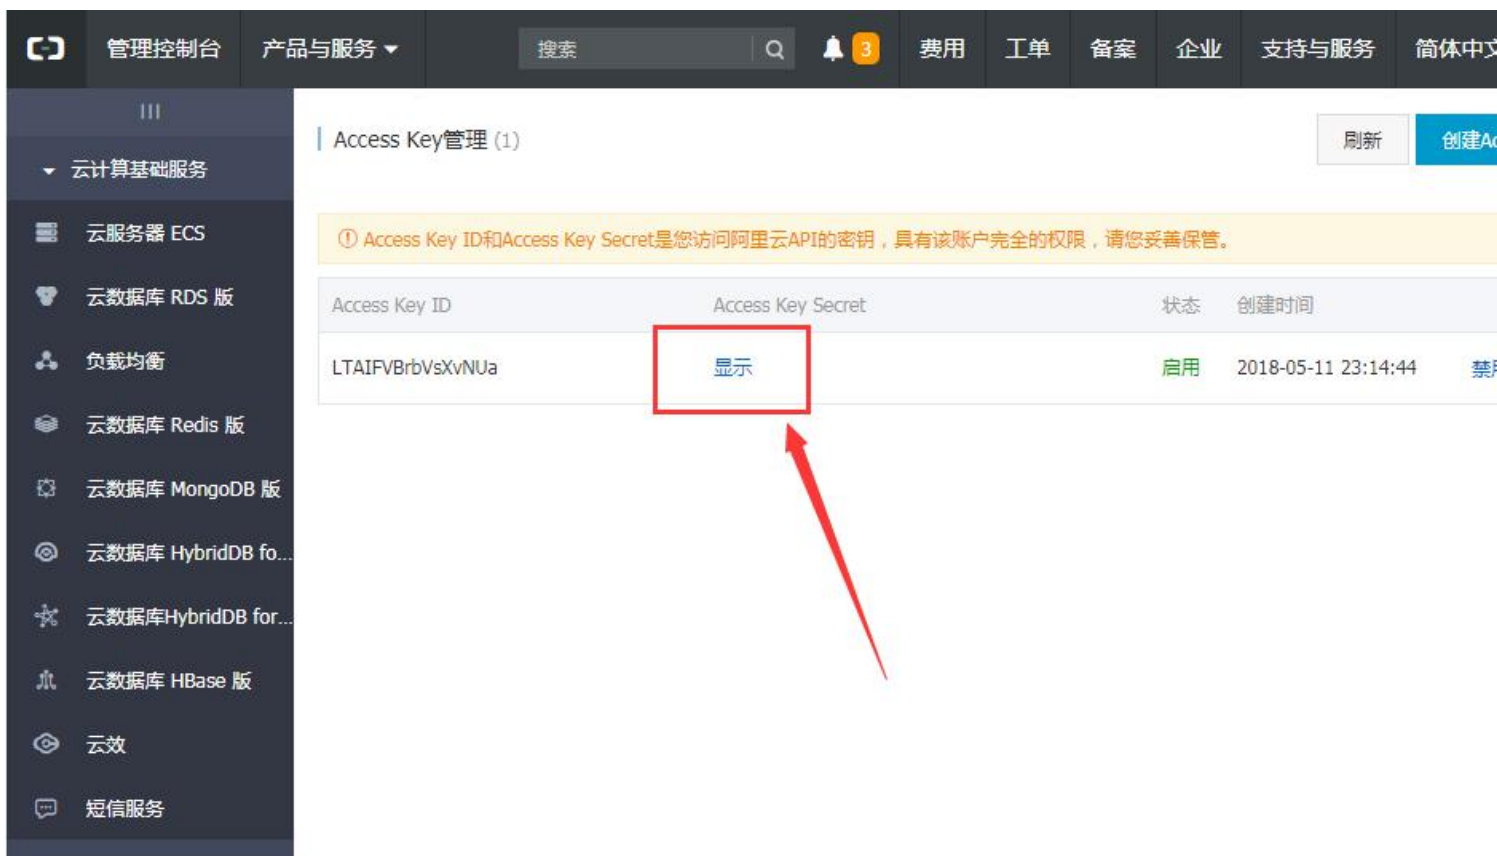 管理控制台 产品与服务 搜索 3 费用 工单 备案 企业 支持与服务 简体中文
Access Key管理 (1) 刷新 创建Ac
云计算基础服务
云服务器 ECS
云数据库 RDS 版
负载均衡
云数据库 Redis 版
云数据库 MongoDB 版
云数据库 HybridDB fo...
云数据库HybridDB for...
云数据库 HBase 版
云效
短信服务
Access Key ID和Access Key Secret是您访问阿里云API的密钥，具有该账户完全的权限，请您妥善保管。
Access Key ID Access Key Secret 状态 创建时间
LTAIFVBrbVsXvNUa 显示 启用 2018-05-11 23:14:44 禁用